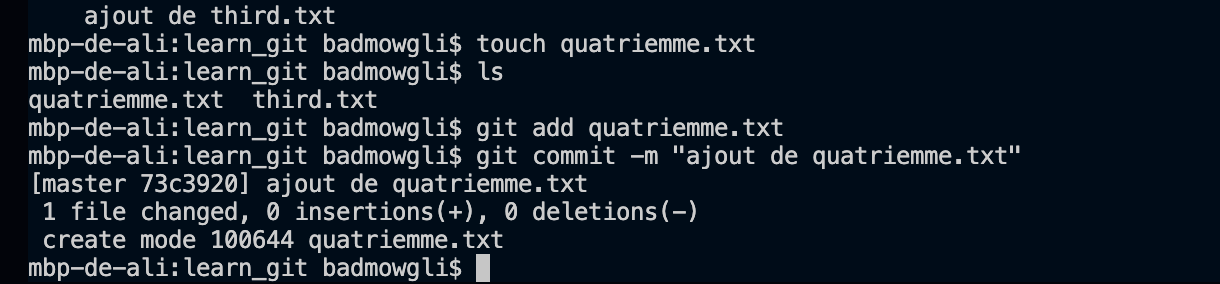 ajout de third.txt
mbp-de-ali:learn_git badmowgli$ touch quatriemme.txt
mbp-de-ali:learn_git badmowgli$ ls
quatriemme.txt  third.txt
mbp-de-ali:learn_git badmowgli$ git add quatriemme.txt
mbp-de-ali:learn_git badmowgli$ git commit -m "ajout de quatriemme.txt"
[master 73c3920] ajout de quatriemme.txt
1 file changed, 0 insertions(+), 0 deletions(-)
create mode 100644 quatriemme.txt
mbp-de-ali:learn_git badmowgli$